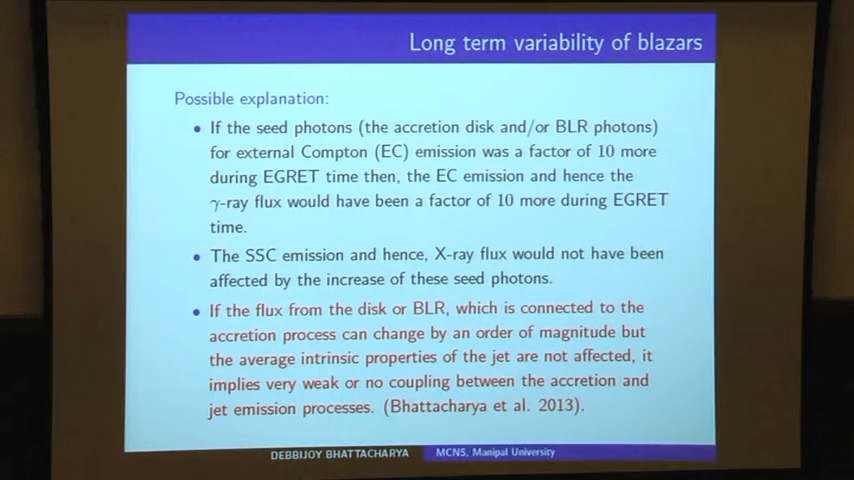 Long term variability of blazars
Possible explanation:
• If the seed photons (the accretion disk and/or BLR photons)
for external Compton (EC) emission was a factor of 10 more
during EGRET time then, the EC emission and hence the
γ-ray flux would have been a factor of 10 more during EGRET
time.
• The SSC emission and hence, X-ray flux would not have been
affected by the increase of these seed photons.
• If the flux from the disk or BLR, which is connected to the
accretion process can change by an order of magnitude but
the average intrinsic properties of the jet are not affected, it
implies very weak or no coupling between the accretion and
jet emission processes. (Bhattacharya et al. 2013).
DEBBIJOY BHATTACHARYA MCNS, Manipal University